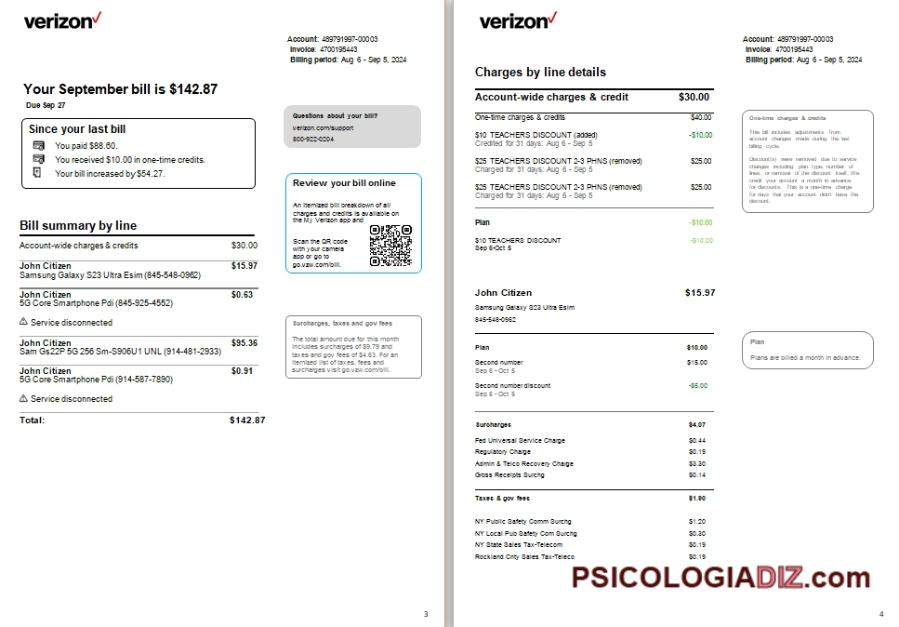 verizon
Account: 489791997-00003
Invoice: 4700195443
Billing period: Aug 6 - Sep 5, 2024
Your September bill is $142.87
Due Sep 27
Since your last bill
You paid $88.60.
You received $10.00 in one-time credits.
Your bill increased by $54.27.
Questions about your bill?
verizon.com/support
800-922-0204
Review your bill online
An itemized bill breakdown of all
charges and credits is available on
the My Verizon app and
Scan the QR code
with your camera
app or go to
go.vzw.com/bill.
Bill summary by line
Account-wide charges & credits $30.00
John Citizen $15.97
Samsung Galaxy S23 Ultra Esim (845-548-0962)
John Citizen $0.63
5G Core Smartphone Pdi (845-925-4552)
Service disconnected
John Citizen $95.36
Sam Gs22P 5G 256 Sm-S906U1 UNL (914-481-2933)
John Citizen $0.91
5G Core Smartphone Pdi (914-587-7890)
Service disconnected
Total: $142.87
Surcharges, taxes and gov fees
The total amount due for this month
includes surcharges of $9.79 and
taxes and gov fees of $4.63. For an
itemized list of taxes, fees and
surcharges visit go.vzw.com/bill.
3
verizon
Account: 489791997-00003
Invoice: 4700195443
Billing period: Aug 6 - Sep 5, 2024
Charges by line details
Account-wide charges & credit $30.00
One-time charges & credits $40.00
$10 TEACHERS DISCOUNT (added) -$10.00
Credited for 31 days: Aug 6 - Sep 5
$25 TEACHERS DISCOUNT 2-3 PHNS (removed) $25.00
Charged for 31 days: Aug 6 - Sep 5
$25 TEACHERS DISCOUNT 2-3 PHNS (removed) $25.00
Charged for 31 days: Aug 6 - Sep 5
Plan -$10.00
$10 TEACHERS DISCOUNT -$10.00
Sep 6-Oct 5
One-time charges & credits
This bill includes adjustments from
account changes made during the last
billing cycle.
Discount(s) were removed due to service
changes including plan type, number of
lines, or removal of the discount itself. We
credit your account a month in advance
for discounts. This is a one-time charge
for days that your account didn't have the
discount.
John Citizen $15.97
Samsung Galaxy S23 Ultra Esim
845-548-0962
Plan $10.00
Second number $15.00
Sep 6 - Oct 5
Second number discount -$5.00
Sep 6 - Oct 5
Plan
Plans are billed a month in advance.
Surcharges $4.07
Fed Universal Service Charge $0.44
Regulatory Charge $0.19
Admin & Telco Recovery Charge $3.30
Gross Receipts Surchg $0.14
Taxes & gov fees $1.90
NY Public Safety Comm Surchg $1.20
NY Local Pub Safety Com Surchg $0.30
NY State Sales Tax-Telecom $0.19
Rockland Cnty Sales Tax-Teleco $0.19
PSICOLOGIADIZ.com
4